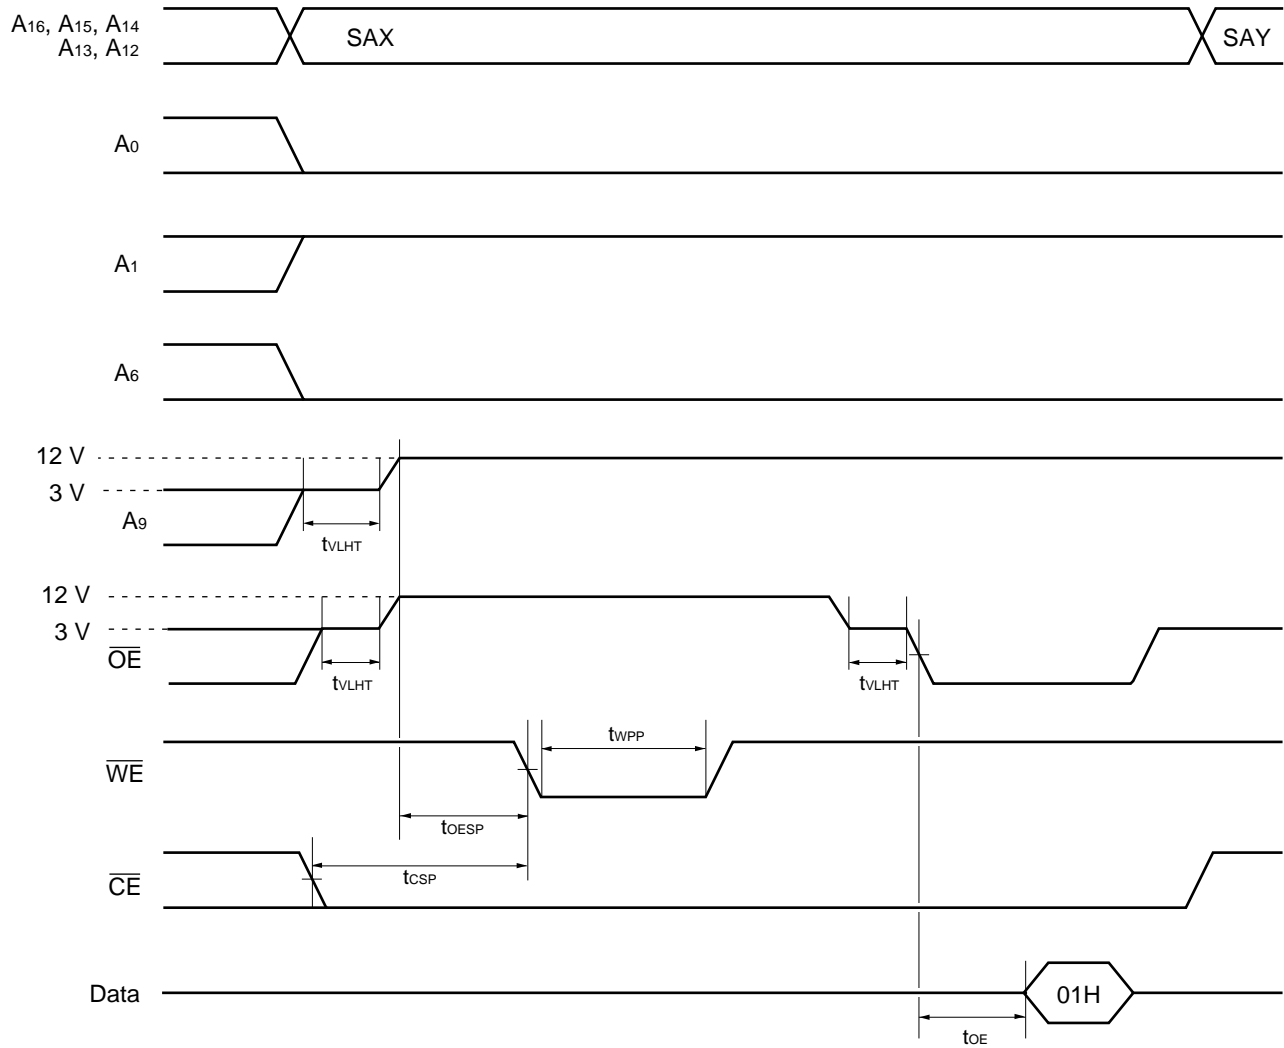 A16, A15, A14
A13, A12
SAX
SAY
A0
A1
A6
12 V
3 V
A9
tVLHT
12 V
3 V
OE
tVLHT
tVLHT
tWPP
WE
tOESP
tCSP
CE
Data
01H
tOE